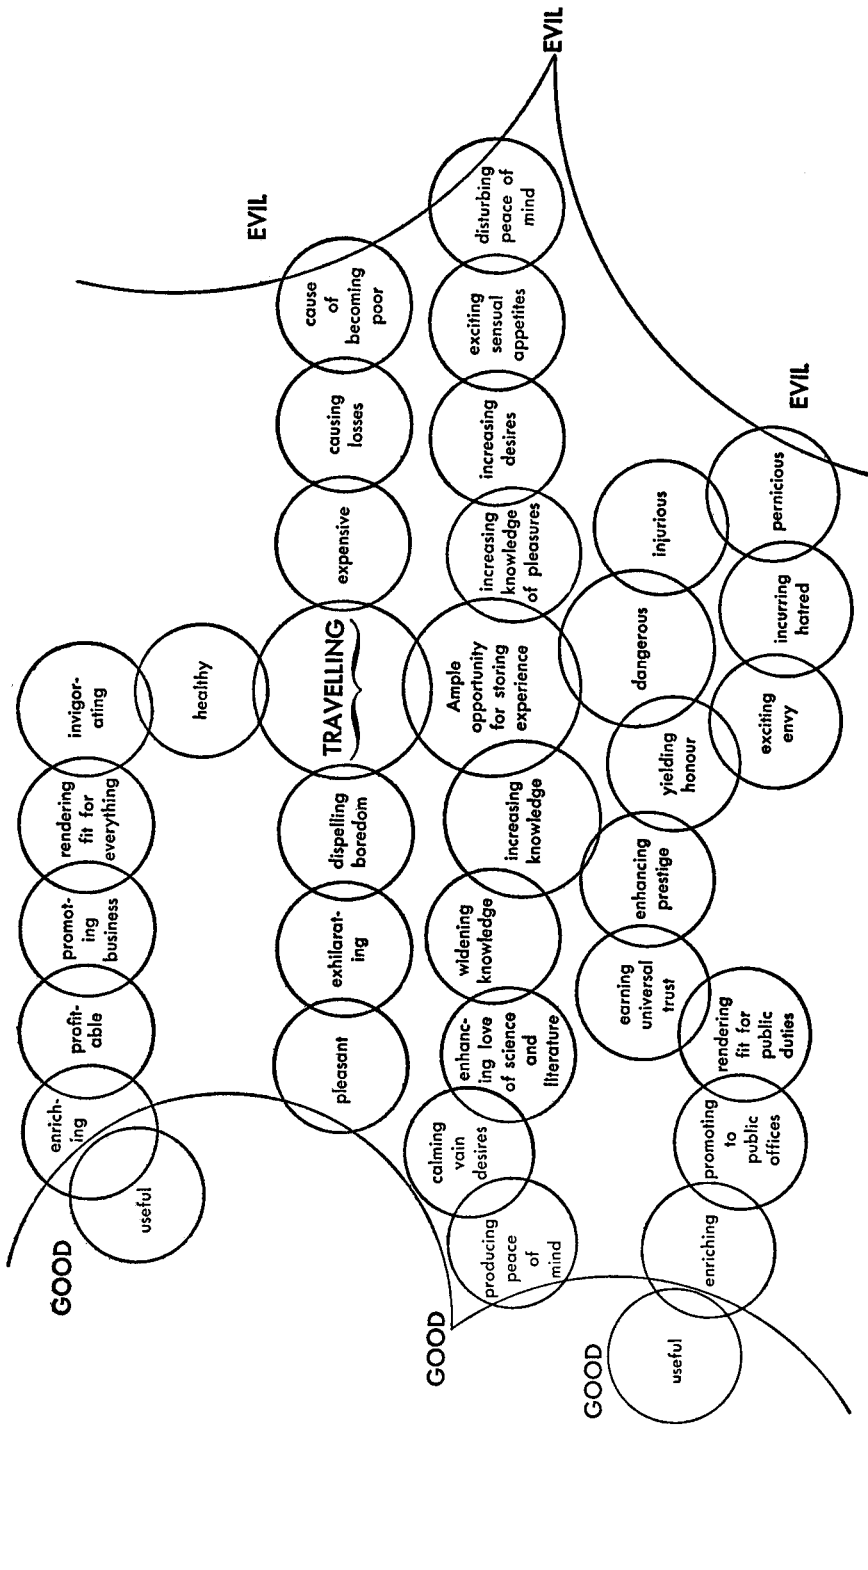 GOOD
useful
enrich-
ing
profit-
able
promot-
ing
business
rendering
fit for
everything
invigor-
ating
healthy
EVIL
pleasant
exhilarat-
ing
dispelling
boredom
TRAVELLING
expensive
causing
losses
cause
of
becoming
poor
GOOD
producing
peace
of
mind
calming
vain
desires
enhanc-
ing love
of science
and
literature
widening
knowledge
increasing
knowledge
Ample
opportunity
for storing
experience
increasing
knowledge
of pleasures
increasing
desires
exciting
sensual
appetites
disturbing
peace of
mind
EVIL
GOOD
useful
enriching
promoting
to
public
offices
rendering
fit for
public
duties
earning
universal
trust
enhancing
prestige
yielding
honour
dangerous
injurious
exciting
envy
incurring
hatred
pernicious
EVIL